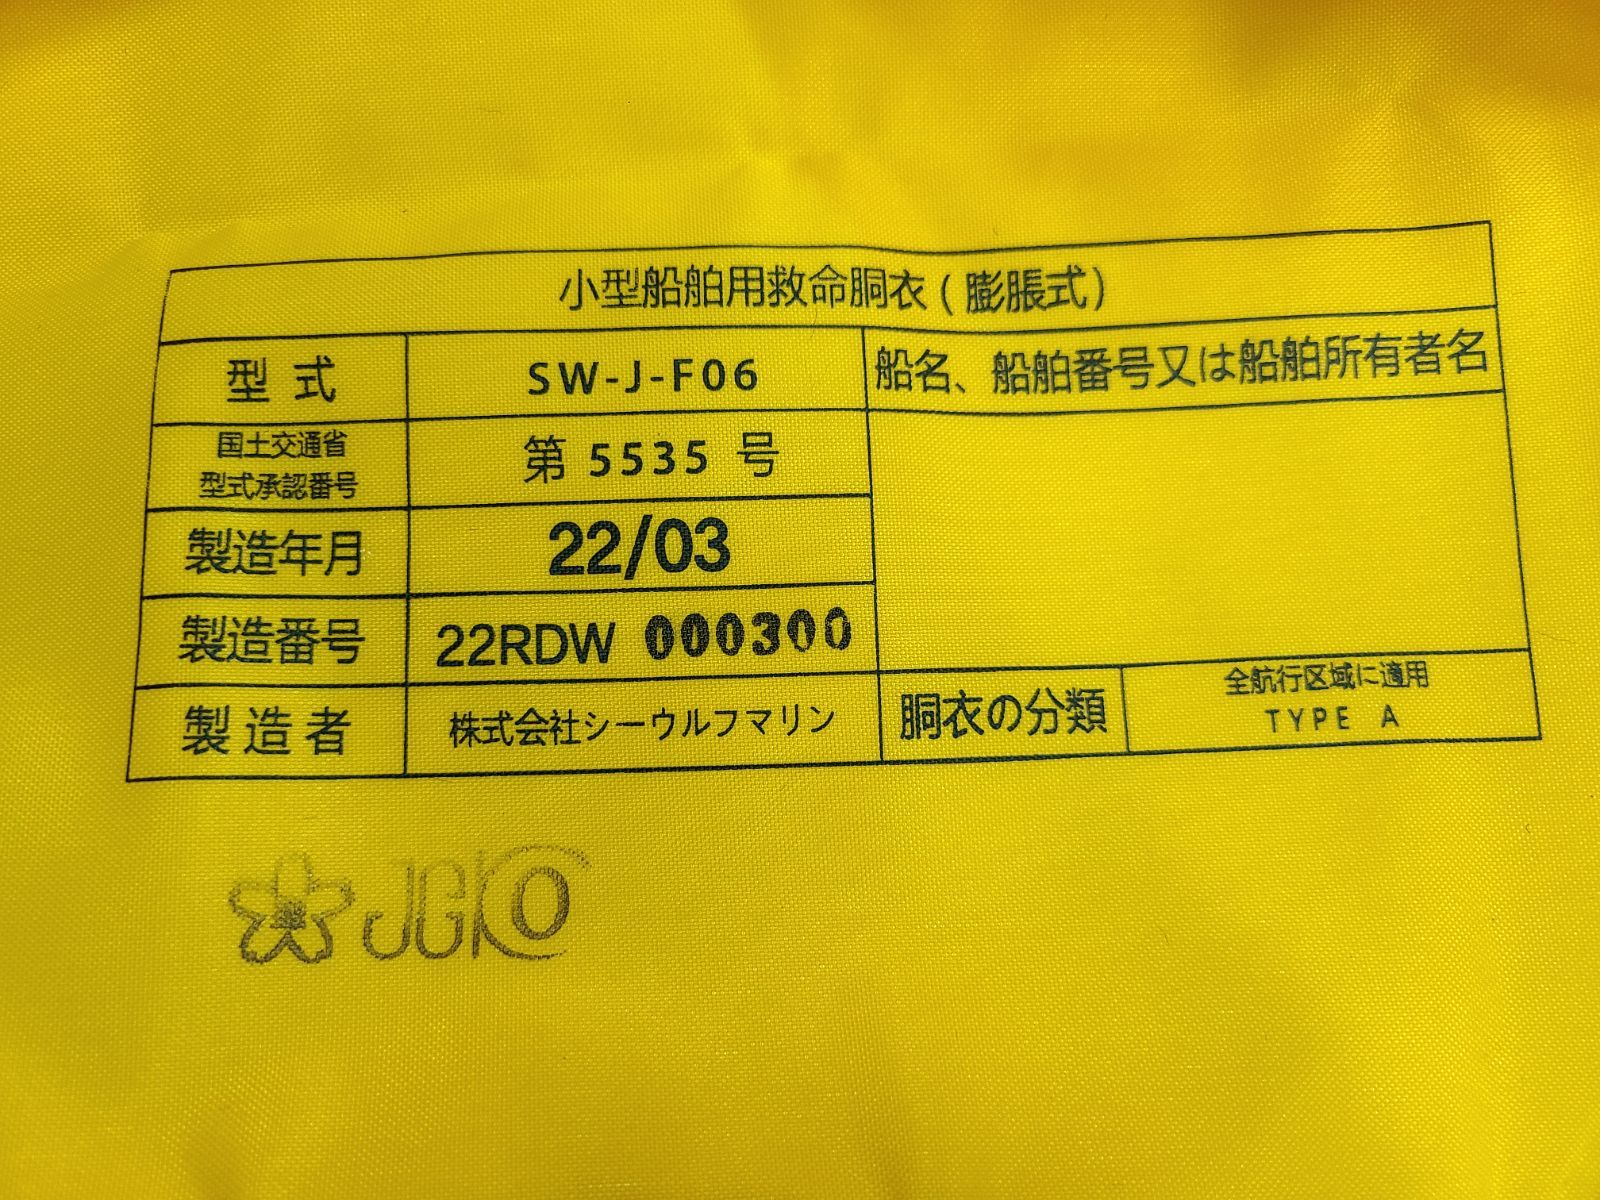 小型船舶用救命胴衣(膨脹式)
型式 SW-J-F06 船名、船舶番号又は船舶所有者名
国土交通省
型式承認番号 第 5535 号
製造年月 22/03
製造番号 22RDW 000300
製造者 株式会社シーウルフマリン 胴衣の分類 全航行区域に適用
TYPE A
JCI